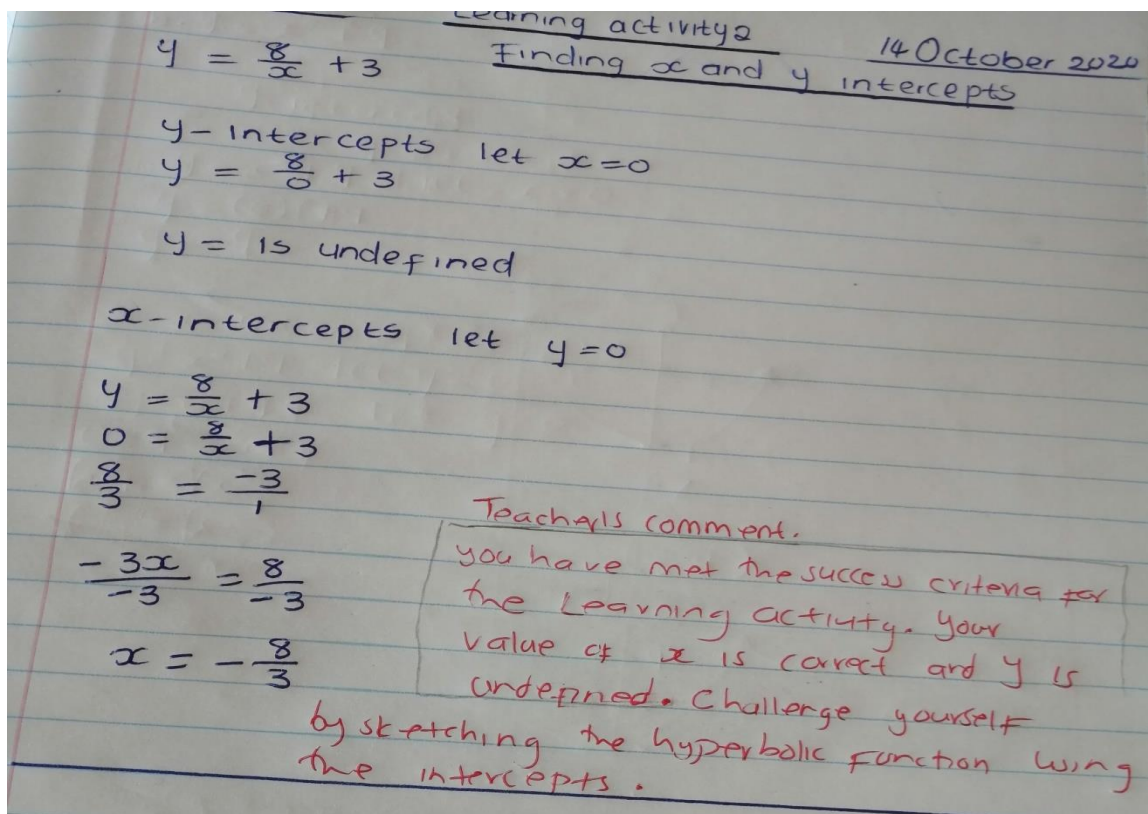 Learning activity2
14 October 2020
Finding x and y intercepts
y = 8/x + 3
y-intercepts let x=0
y = 8/0 + 3
y = is undefined
x-intercepts let y=0
y = 8/x + 3
0 = 8/x + 3
8/3 = -3/1
-3x/-3 = 8/-3
x = -8/3
Teacher's comment.
you have met the success criteria for
the Learning activity. Your
value of x is correct and y is
undefined. Challenge yourself
by sketching the hyperbolic function using
the intercepts.